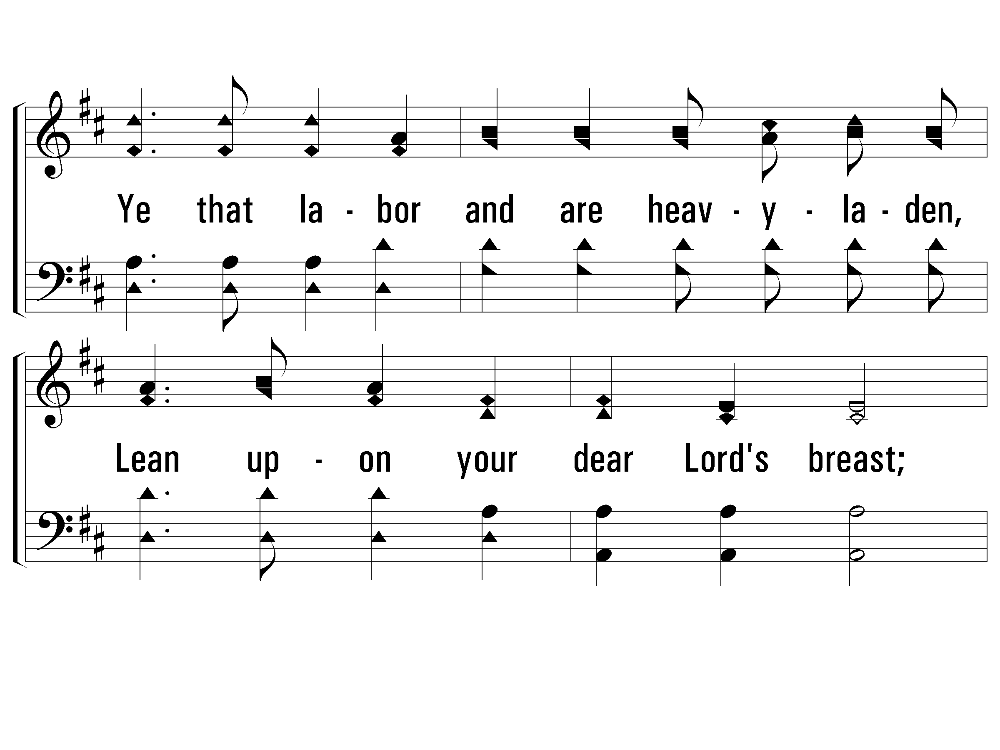 Ye that la - bor and are heav - y - la - den,
Lean up - on your dear Lord's breast;